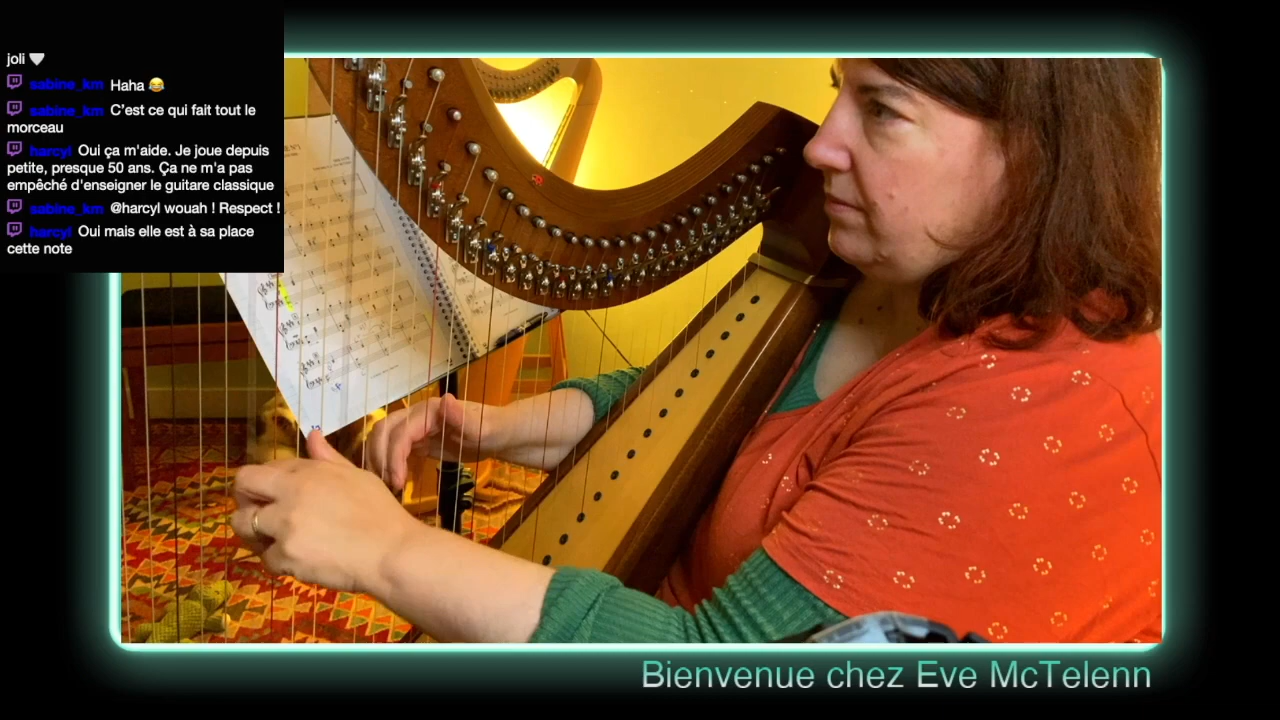 joli 🤍
sabine_km Haha 😂
sabine_km C'est ce qui fait tout le
morceau
harcyl Oui ça m'aide. Je joue depuis
petite, presque 50 ans. Ça ne m'a pas
empêché d'enseigner le guitare classique
sabine_km @harcyl wouah ! Respect !
harcyl Oui mais elle est à sa place
cette note
Bienvenue chez Eve McTelenn